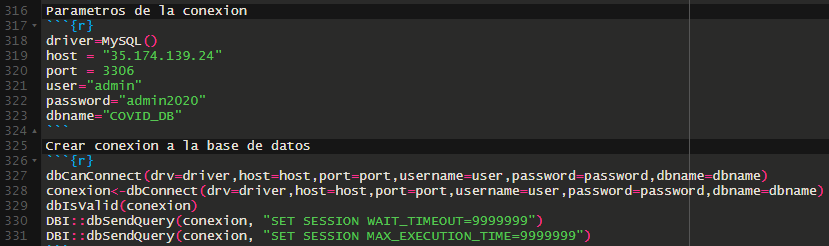 316 Parametros de la conexion
317 ```{r}
318 driver=MySQL()
319 host = "35.174.139.24"
320 port = 3306
321 user="admin"
322 password="admin2020"
323 dbname="COVID_DB"
324 ```
325 Crear conexion a la base de datos
326 ```{r}
327 dbCanConnect(drv=driver,host=host,port=port,username=user,password=password,dbname=dbname)
328 conexion<-dbConnect(drv=driver,host=host,port=port,username=user,password=password,dbname=dbname)
329 dbIsValid(conexion)
330 DBI::dbSendQuery(conexion, "SET SESSION WAIT_TIMEOUT=9999999")
331 DBI::dbSendQuery(conexion, "SET SESSION MAX_EXECUTION_TIME=9999999")